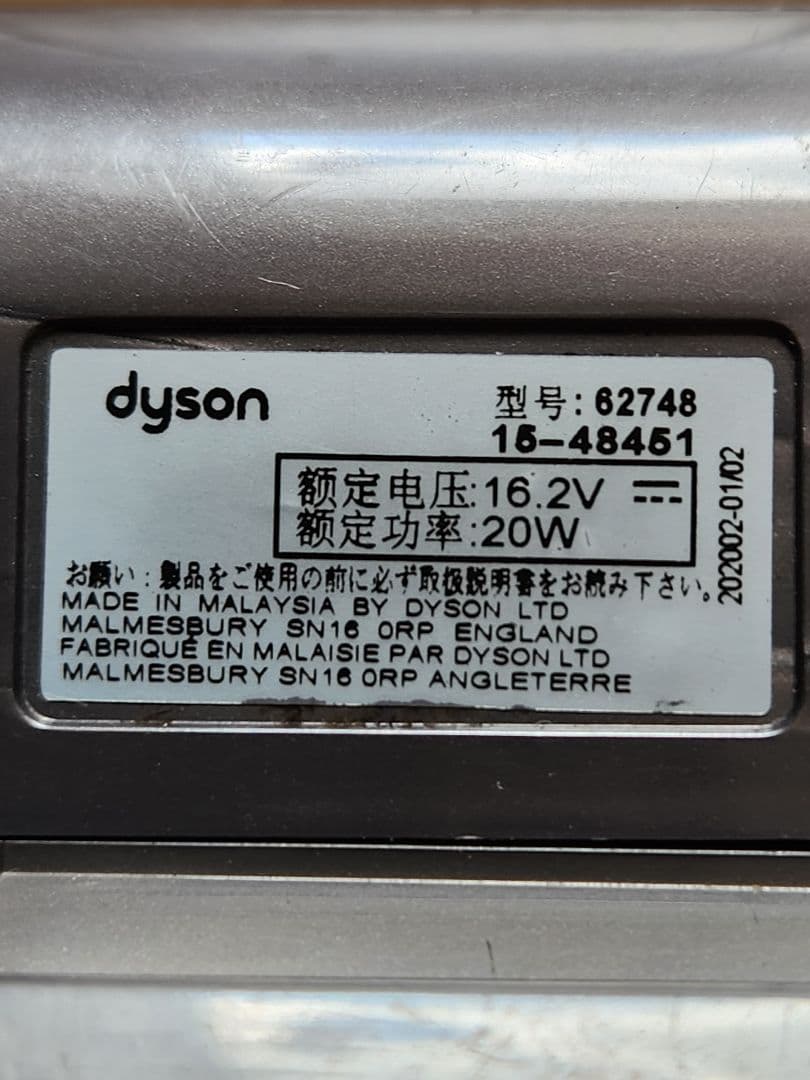 dyson
型号: 62748
15-48451
额定电压:16.2V ⎓
额定功率:20W
202002-01/02
お願い：製品をご使用の前に必ず取扱説明書をお読み下さい。
MADE IN MALAYSIA BY DYSON LTD
MALMESBURY SN16 0RP ENGLAND
FABRIQUÉ EN MALAISIE PAR DYSON LTD
MALMESBURY SN16 0RP ANGLETERRE